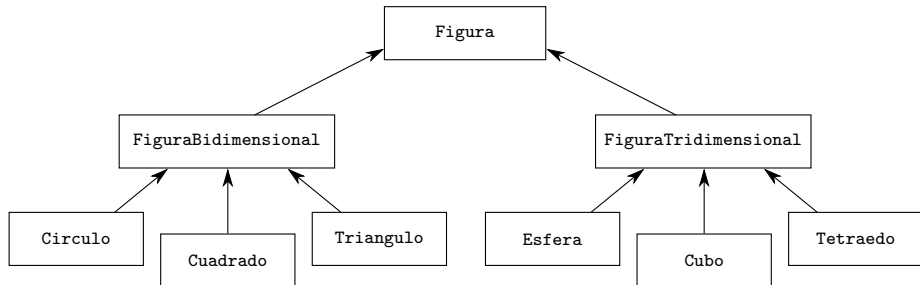 Figura
FiguraBidimensional
FiguraTridimensional
Circulo
Cuadrado
Triangulo
Esfera
Cubo
Tetraedo